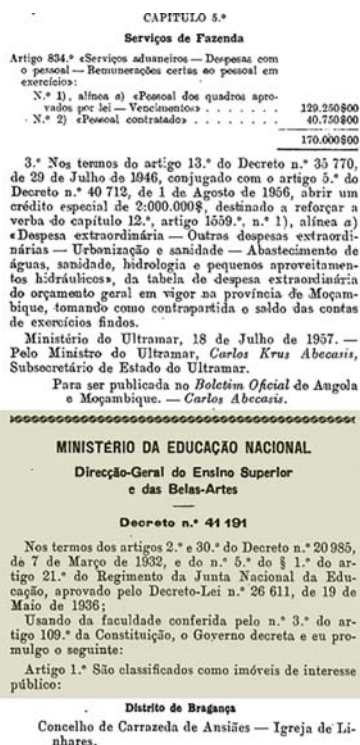 CAPITULO 5.º
Serviços de Fazenda
Artigo 834.º «Serviços aduaneiros — Despesas com
o pessoal — Remunerações certas ao pessoal em
exercício»:
N.º 1), alínea a) «Pessoal dos quadros apro-
vados por lei — Vencimentos» . . . . . . . . 129.250$00
N.º 2) «Pessoal contratado» . . . . . . . . 40.750$00
170.000$00
3.º Nos termos do artigo 13.º do Decreto n.º 35 770,
de 29 de Julho de 1946, conjugado com o artigo 5.º do
Decreto n.º 40 712, de 1 de Agosto de 1956, abrir um
crédito especial de 2:000.000$, destinado a reforçar a
verba do capítulo 12.º, artigo 1559.º, n.º 1), alínea a)
«Despesa extraordinária — Outras despesas extraordi-
nárias — Urbanização e sanidade — Abastecimento de
águas, sanidade, hidrologia e pequenos aproveitamen-
tos hidráulicos», da tabela de despesa extraordinária
do orçamento geral em vigor na província de Moçam-
bique, tomando como contrapartida o saldo das contas
de exercícios findos.
Ministério do Ultramar, 18 de Julho de 1957. —
Pelo Ministro do Ultramar, Carlos Krus Abecasis,
Subsecretário de Estado do Ultramar.
Para ser publicada no Boletim Oficial de Angola
e Moçambique. — Carlos Abecasis.
MINISTÉRIO DA EDUCAÇÃO NACIONAL
Direcção-Geral do Ensino Superior
e das Belas-Artes
Decreto n.º 41 191
Nos termos dos artigos 2.º e 30.º do Decreto n.º 20 985,
de 7 de Março de 1932, e do n.º 5.º do § 1.º do ar-
tigo 21.º do Regimento da Junta Nacional da Edu-
cação, aprovado pelo Decreto-Lei n.º 26 611, de 19 de
Maio de 1936;
Usando da faculdade conferida pelo n.º 3.º do ar-
tigo 109.º da Constituição, o Governo decreta e eu pro-
mulgo o seguinte:
Artigo 1.º São classificados como imóveis de interesse
público:
Distrito de Bragança
Concelho de Carrazeda de Ansiães — Igreja de Li-
nhares.